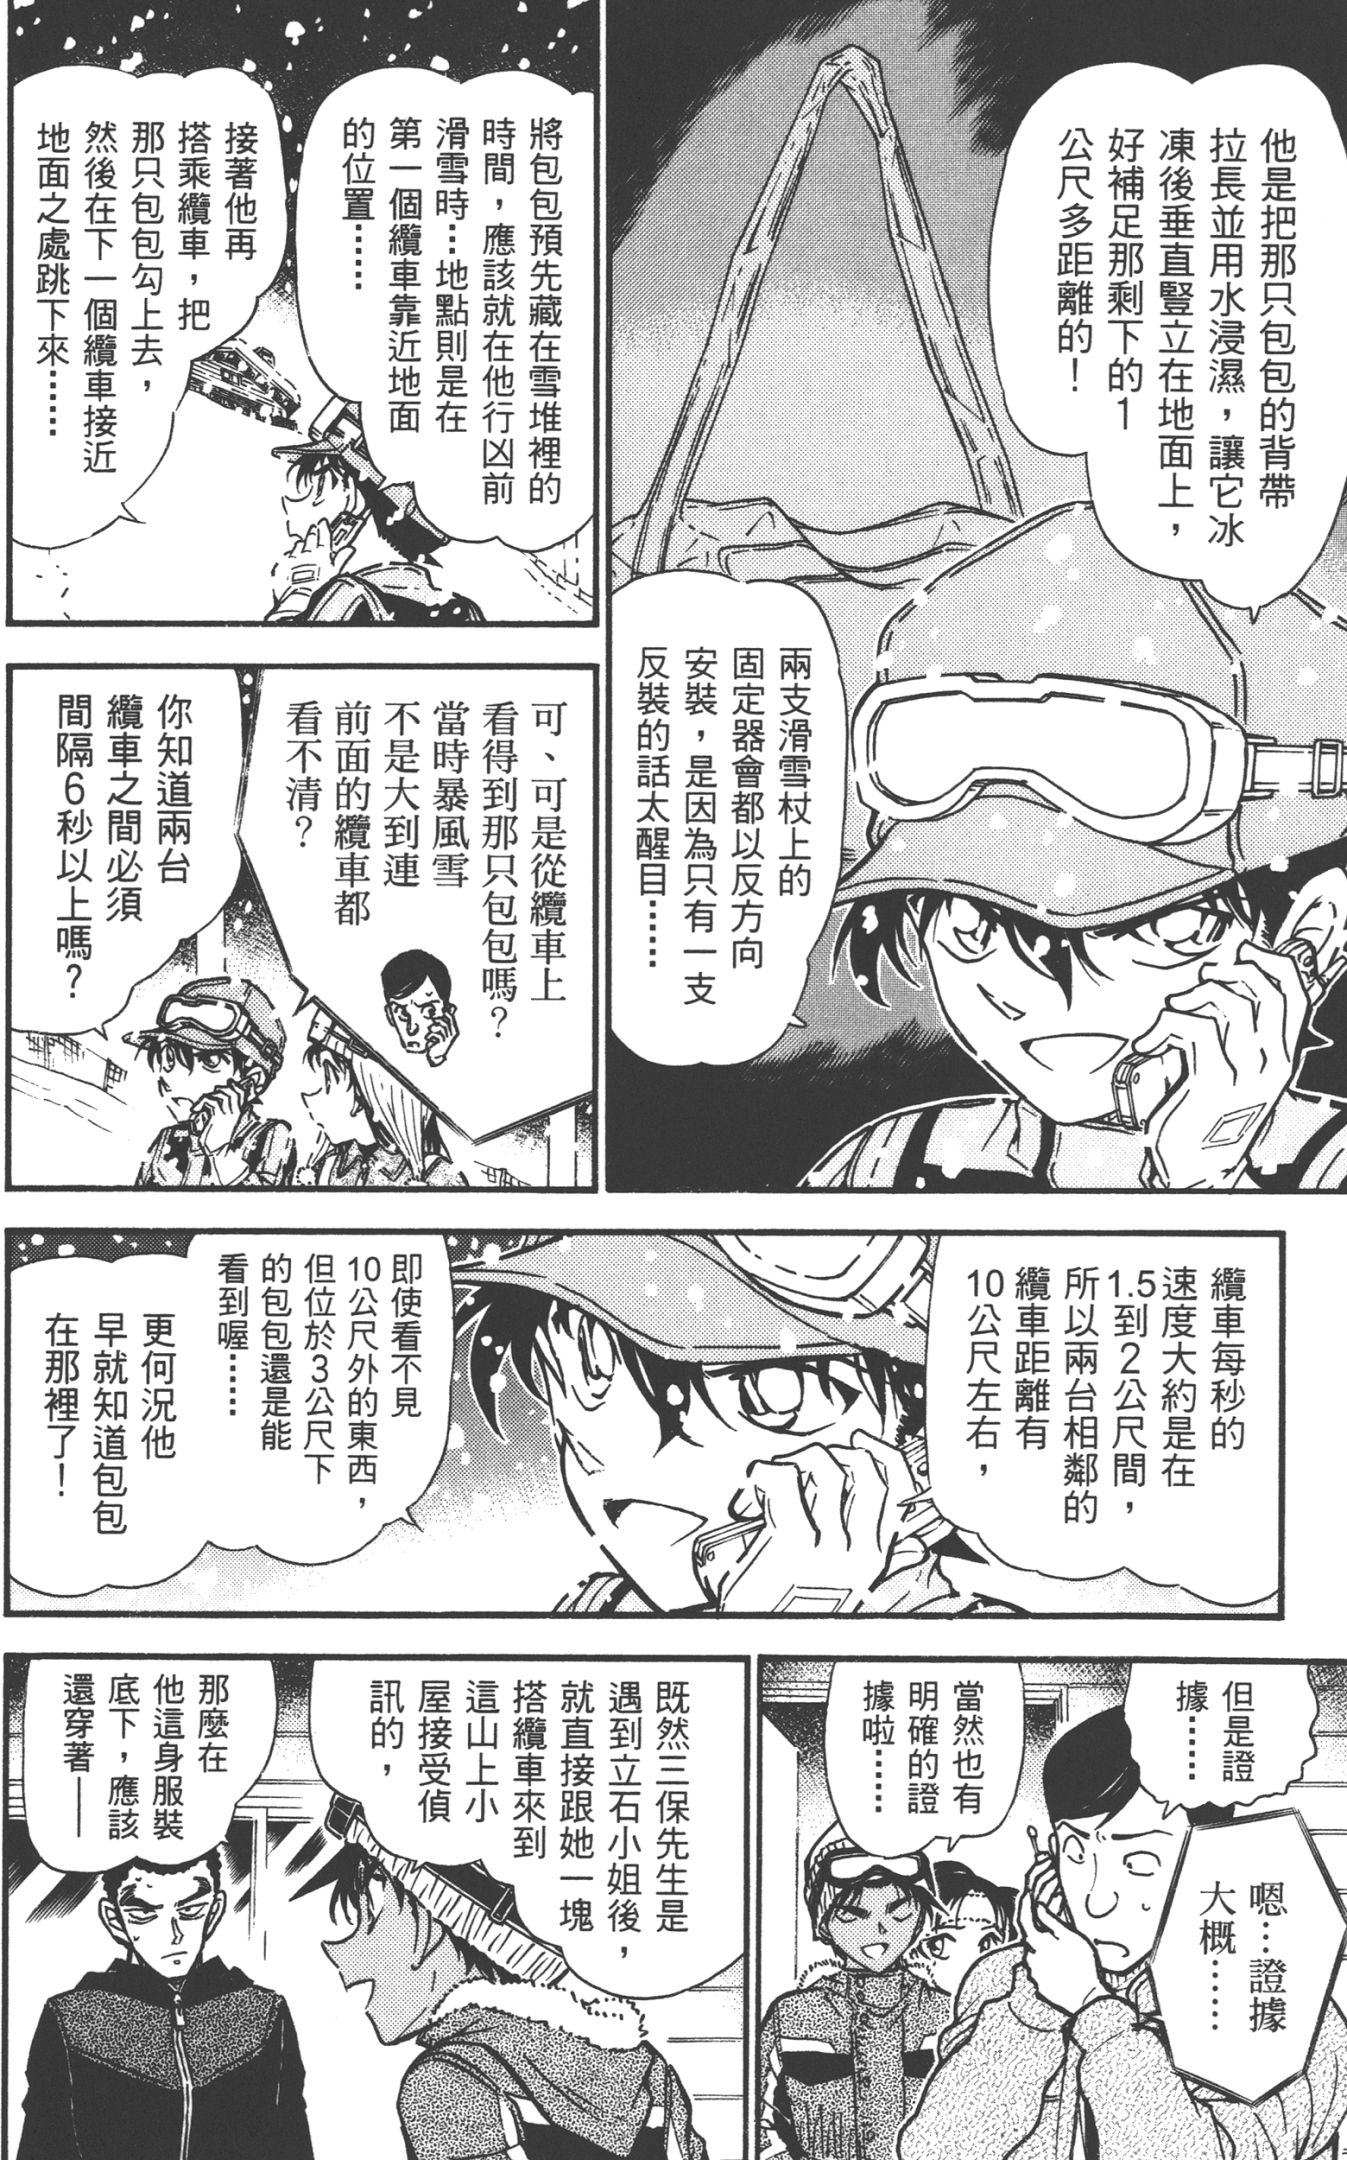 他是把那只包包的背帶
拉長並用水浸濕，讓它冰
凍後垂直豎立在地面上，
好補足那剩下的1
公尺多距離的！
兩支滑雪杖上的
固定器會都以反方向
安裝，是因為只有一支
反裝的話太醒目……
將包包預先藏在雪堆裡的
時間，應該就在他行凶前
滑雪時…地點則是在
第一個纜車靠近地面
的位置……
接著他再
搭乘纜車，把
那只包包勾上去，
然後在下一個纜車接近
地面之處跳下來……
可、可是從纜車上
看得到那只包包嗎？
當時暴風雪
不是大到連
前面的纜車都
看不清？
你知道兩台
纜車之間必須
間隔6秒以上嗎？
纜車每秒的
速度大約是在
1.5到2公尺間，
所以兩台相鄰的
纜車距離有
10公尺左右，
即使看不見
10公尺外的東西，
但位於3公尺下
的包包還是能
看到喔……
更何況他
早就知道包包
在那裡了！
但是證
據……
嗯…證據
大概……
當然也有
明確的證
據啦……
既然三保先生是
遇到立石小姐後，
就直接跟她一塊
搭纜車來到
這山上小
屋接受偵
訊的，
那麼在
他這身服裝
底下，應該
還穿著——